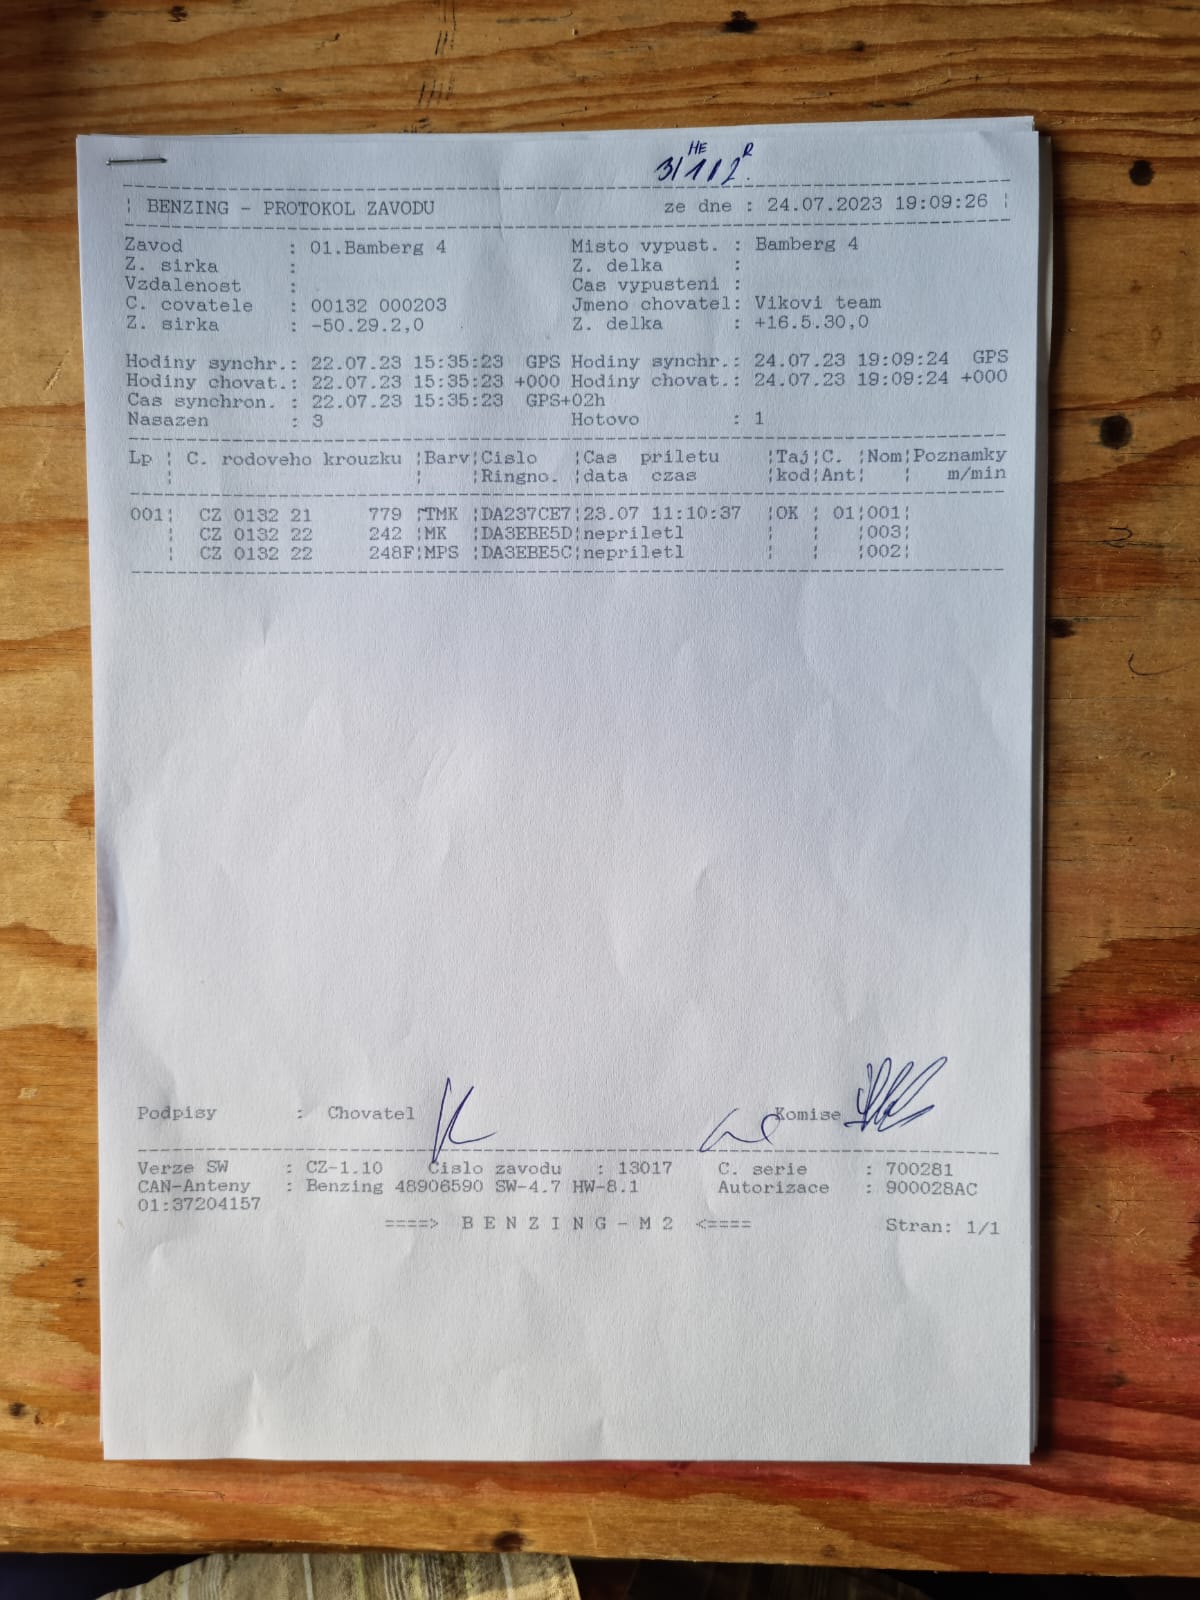 HE R
3/1/2.
BENZING - PROTOKOL ZAVODU ze dne : 24.07.2023 19:09:26
Zavod : 01.Bamberg 4 Misto vypust. : Bamberg 4
Z. sirka : Z. delka :
Vzdalenost : Cas vypusteni :
C. covatele : 00132 000203 Jmeno chovatel: Vikovi team
Z. sirka : -50.29.2,0 Z. delka : +16.5.30,0
Hodiny synchr.: 22.07.23 15:35:23 GPS Hodiny synchr.: 24.07.23 19:09:24 GPS
Hodiny chovat.: 22.07.23 15:35:23 +000 Hodiny chovat.: 24.07.23 19:09:24 +000
Cas synchron. : 22.07.23 15:35:23 GPS+02h
Nasazen : 3 Hotovo : 1
Lp ¦ C. rodoveho krouzku ¦Barv¦Cislo ¦Cas priletu ¦Taj¦C. ¦Nom¦Poznamky
¦ ¦ ¦Ringno. ¦data czas ¦kod¦Ant¦ ¦ m/min
001¦ CZ 0132 21 779 ¦TMK ¦DA237CE7¦23.07 11:10:37 ¦OK ¦ 01¦001¦
¦ CZ 0132 22 242 ¦MK ¦DA3EBE5D¦nepriletl ¦ ¦ ¦003¦
¦ CZ 0132 22 248F¦MPS ¦DA3EBE5C¦nepriletl ¦ ¦ ¦002¦
Podpisy : Chovatel Komise
Verze SW : CZ-1.10 Cislo zavodu : 13017 C. serie : 700281
CAN-Anteny : Benzing 48906590 SW-4.7 HW-8.1 Autorizace : 900028AC
01:37204157
====> B E N Z I N G - M 2 <==== Stran: 1/1